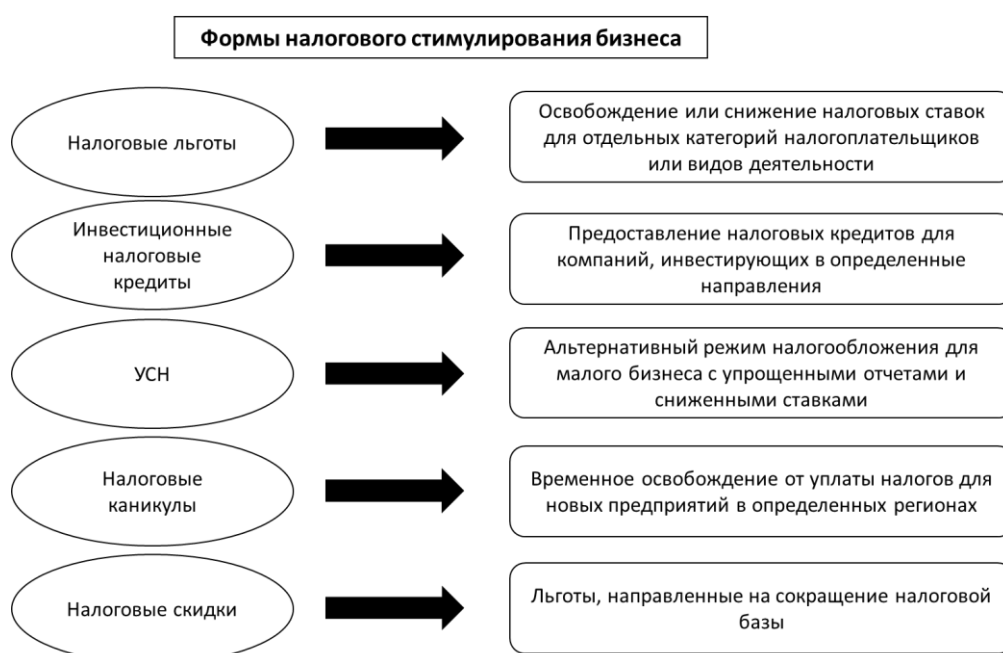 Формы налогового стимулирования бизнеса
Налоговые льготы
Освобождение или снижение налоговых ставок
для отдельных категорий налогоплательщиков
или видов деятельности
Инвестиционные
налоговые
кредиты
Предоставление налоговых кредитов для
компаний, инвестирующих в определенные
направления
УСН
Альтернативный режим налогообложения для
малого бизнеса с упрощенными отчетами и
сниженными ставками
Налоговые
каникулы
Временное освобождение от уплаты налогов для
новых предприятий в определенных регионах
Налоговые скидки
Льготы, направленные на сокращение налоговой
базы